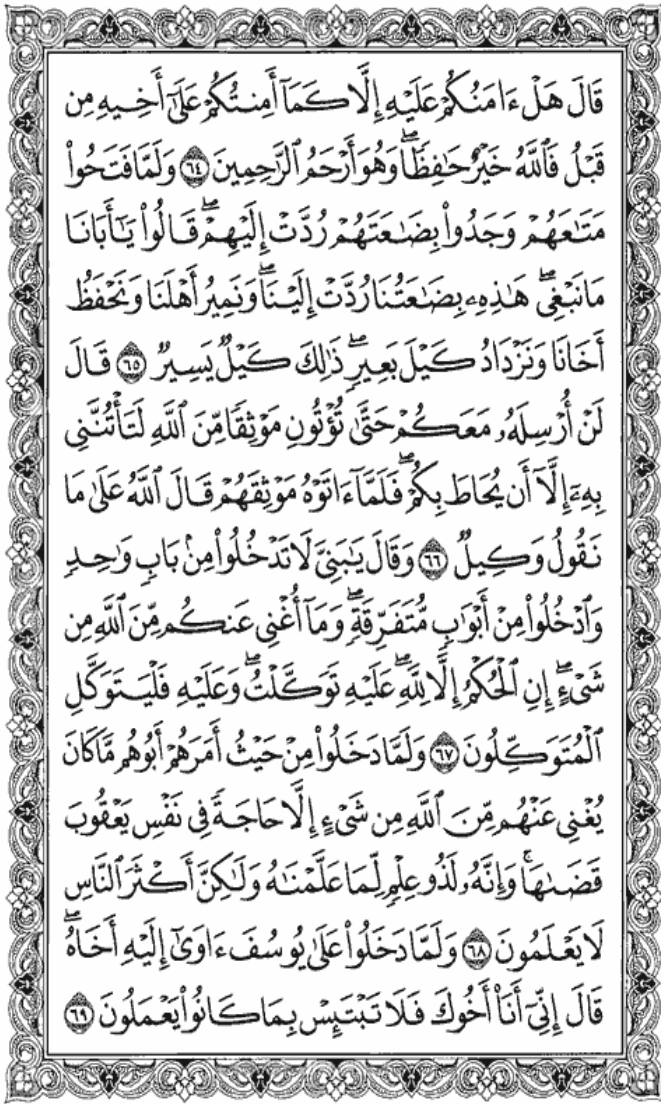 قَالَ هَلْ ءَامَنُكُمْ عَلَيْهِ إِلَّا كَمَآ أَمِنتُكُمْ عَلَىٰٓ أَخِيهِ مِن
قَبْلُ فَٱللَّهُ خَيْرٌ حَٰفِظًاۖ وَهُوَ أَرْحَمُ ٱلرَّٰحِمِينَ ٦٤ وَلَمَّا فَتَحُوا۟
مَتَٰعَهُمْ وَجَدُوا۟ بِضَٰعَتَهُمْ رُدَّتْ إِلَيْهِمْۖ قَالُوا۟ يَٰٓأَبَانَا
مَا نَبْغِىۖ هَٰذِهِۦ بِضَٰعَتُنَا رُدَّتْ إِلَيْنَاۖ وَنَمِيرُ أَهْلَنَا وَنَحْفَظُ
أَخَانَا وَنَزْدَادُ كَيْلَ بَعِيرٍۖ ذَٰلِكَ كَيْلٌ يَسِيرٌ ٦٥ قَالَ
لَنْ أُرْسِلَهُۥ مَعَكُمْ حَتَّىٰ تُؤْتُونِ مَوْثِقًا مِّنَ ٱللَّهِ لَتَأْتُنَّنِى
بِهِۦٓ إِلَّآ أَن يُحَاطَ بِكُمْۖ فَلَمَّآ ءَاتَوْهُ مَوْثِقَهُمْ قَالَ ٱللَّهُ عَلَىٰ مَا
نَقُولُ وَكِيلٌ ٦٦ وَقَالَ يَٰبَنِىَّ لَا تَدْخُلُوا۟ مِنۢ بَابٍ وَٰحِدٍ
وَٱدْخُلُوا۟ مِنْ أَبْوَٰبٍ مُّتَفَرِّقَةٍۖ وَمَآ أُغْنِى عَنكُم مِّنَ ٱللَّهِ مِن
شَىْءٍۖ إِنِ ٱلْحُكْمُ إِلَّا لِلَّهِۖ عَلَيْهِ تَوَكَّلْتُۖ وَعَلَيْهِ فَلْيَتَوَكَّلِ
ٱلْمُتَوَكِّلُونَ ٦٧ وَلَمَّا دَخَلُوا۟ مِنْ حَيْثُ أَمَرَهُمْ أَبُوهُم مَّا كَانَ
يُغْنِى عَنْهُم مِّنَ ٱللَّهِ مِن شَىْءٍ إِلَّا حَاجَةً فِى نَفْسِ يَعْقُوبَ
قَضَىٰهَاۚ وَإِنَّهُۥ لَذُو عِلْمٍ لِّمَا عَلَّمْنَٰهُ وَلَٰكِنَّ أَكْثَرَ ٱلنَّاسِ
لَا يَعْلَمُونَ ٦٨ وَلَمَّا دَخَلُوا۟ عَلَىٰ يُوسُفَ ءَاوَىٰٓ إِلَيْهِ أَخَاهُۖ
قَالَ إِنِّىٓ أَنَا۠ أَخُوكَ فَلَا تَبْتَئِسْ بِمَا كَانُوا۟ يَعْمَلُونَ ٦٩